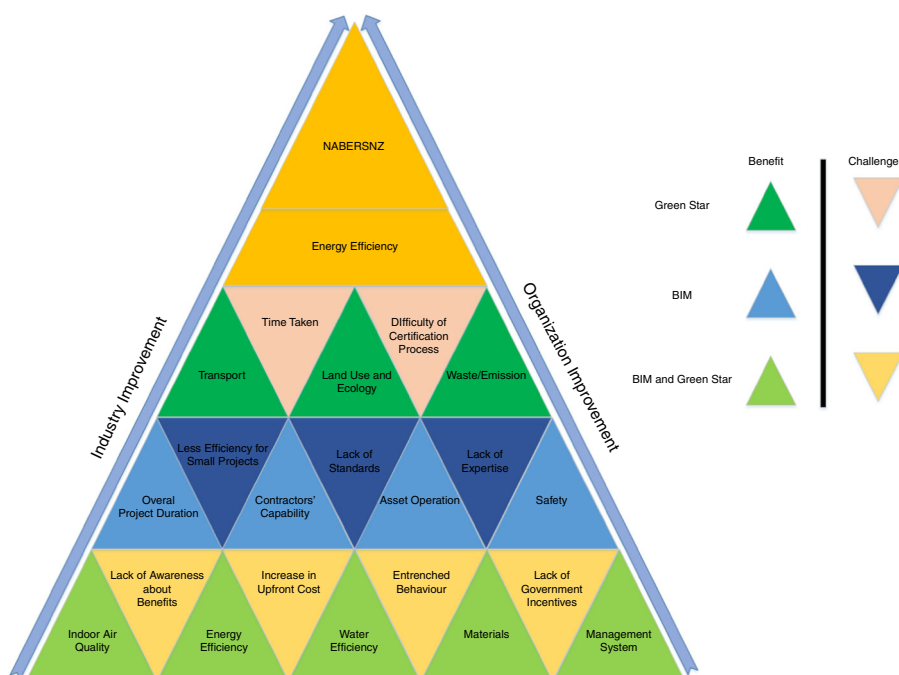 NABERSNZ
Energy Efficiency
Time Taken
DIfficulty of
Certification
Process
Transport
Land Use and
Ecology
Waste/Emission
Less Efficiency for
Small Projects
Lack of
Standards
Lack of
Expertise
Overal
Project Duration
Contractors'
Capability
Asset Operation
Safety
Lack of Awareness
about
Benefits
Increase in
Upfront Cost
Entrenched
Behaviour
Lack of
Government
Incentives
Indoor Air
Quality
Energy
Efficiency
Water
Efficiency
Materials
Management
System
Industry Improvement
Organization Improvement
Benefit
Challenge
Green Star
BIM
BIM and Green Star